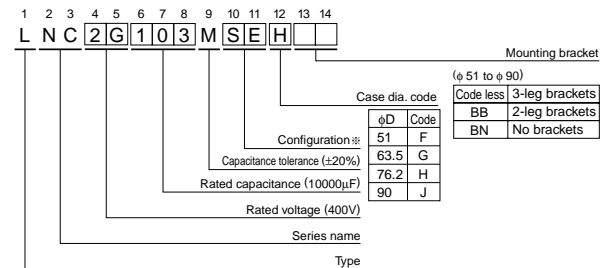 1 2 3 4 5 6 7 8 9 10 11 12 13 14
L N C 2 G 1 0 3 M S E H
Mounting bracket
(φ 51 to φ 90)
Code less 3-leg brackets
BB 2-leg brackets
BN No brackets
Case dia. code
φD Code
51 F
63.5 G
76.2 H
90 J
Configuration※
Capacitance tolerance (±20%)
Rated capacitance (10000µF)
Rated voltage (400V)
Series name
Type